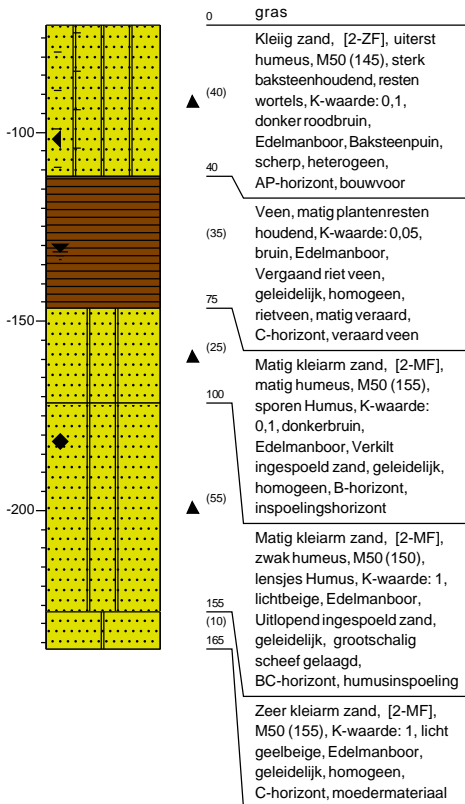 0 gras
Kleiig zand, [2-ZF], uiterst
humeus, M50 (145), sterk
baksteenhoudend, resten
(40) wortels, K-waarde: 0,1,
donker roodbruin,
-100 Edelmanboor, Baksteenpuin,
scherp, heterogeen,
40 AP-horizont, bouwvoor
Veen, matig plantenresten
(35) houdend, K-waarde: 0,05,
bruin, Edelmanboor,
Vergaand riet veen,
geleidelijk, homogeen,
75 rietveen, matig veraard,
-150 C-horizont, veraard veen
(25) Matig kleiarm zand, [2-MF],
matig humeus, M50 (155),
100 sporen Humus, K-waarde:
0,1, donkerbruin,
Edelmanboor, Verkilt
ingespoeld zand, geleidelijk,
(55) homogeen, B-horizont,
-200 inspoelingshorizont
Matig kleiarm zand, [2-MF],
zwak humeus, M50 (150),
lensjes Humus, K-waarde: 1,
155 lichtbeige, Edelmanboor,
(10) Uitlopend ingespoeld zand,
165 geleidelijk, grootschalig
scheef gelaagd,
BC-horizont, humusinspoeling
Zeer kleiarm zand, [2-MF],
M50 (155), K-waarde: 1, licht
geelbeige, Edelmanboor,
geleidelijk, homogeen,
C-horizont, moedermateriaal